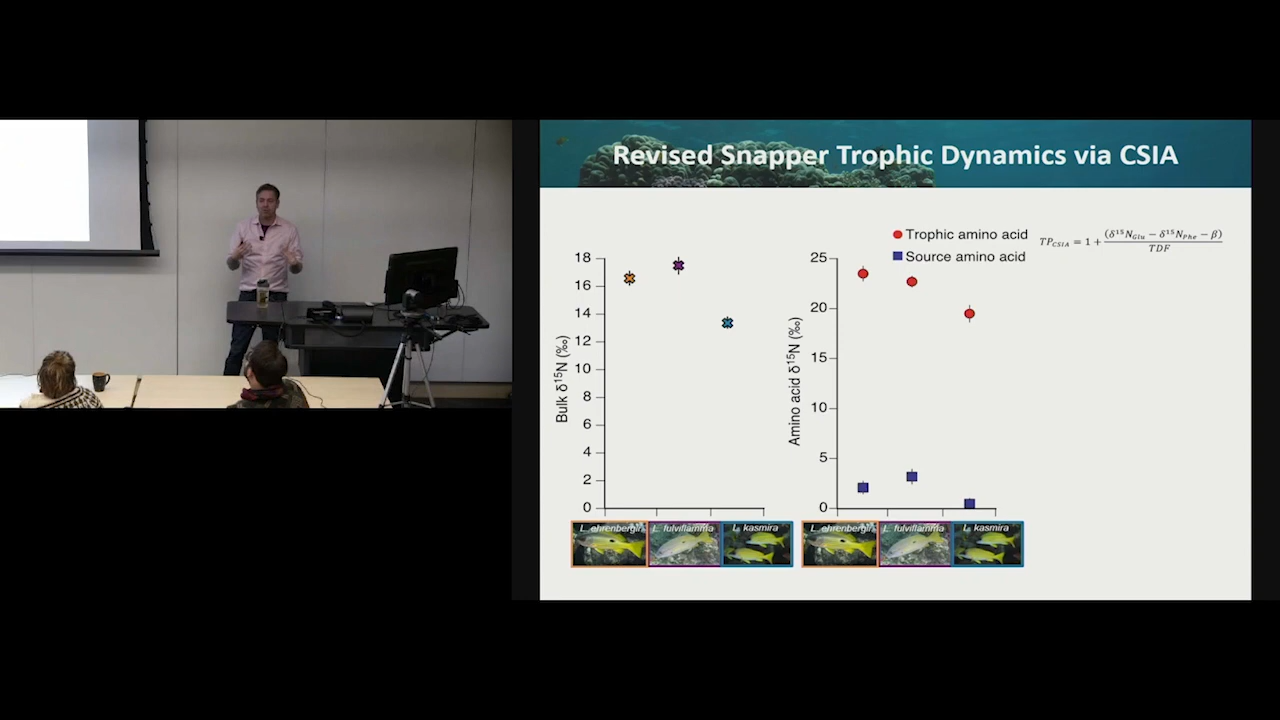 Revised Snapper Trophic Dynamics via CSIA
Trophic amino acid
Source amino acid
TP_CSIA = 1 + (δ¹⁵N_Glu − δ¹⁵N_Phe − β) / TDF
Bulk δ¹⁵N (‰)
18
16
14
12
10
8
6
4
2
0
L. ehrenbergii
L. fulviflamma
L. kasmira
Amino acid δ¹⁵N (‰)
25
20
15
10
5
0
L. ehrenbergii
L. fulviflamma
L. kasmira